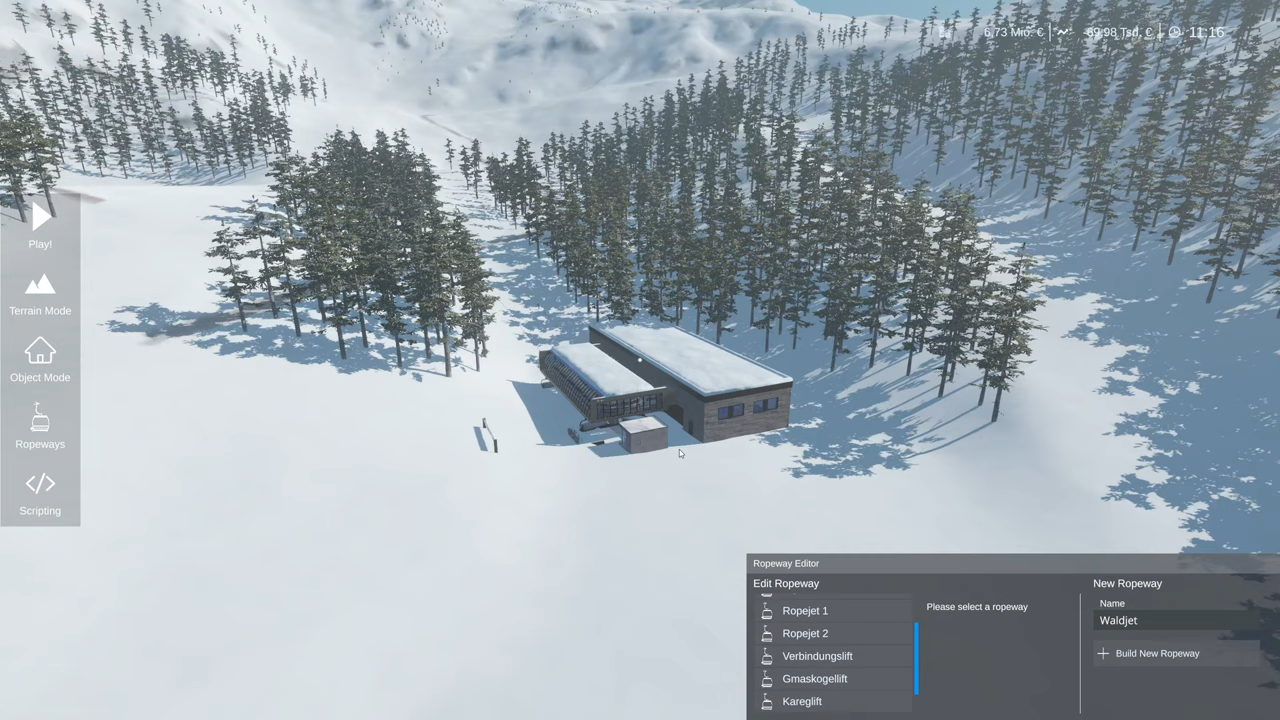 6,73 Mio. € 69,98 Tsd. € 11:16
Play!
Terrain Mode
Object Mode
Ropeways
Scripting
Ropeway Editor
Edit Ropeway
Ropejet 1
Ropejet 2
Verbindungslift
Gmaskogellift
Kareglift
Please select a ropeway
New Ropeway
Name
Waldjet
Build New Ropeway